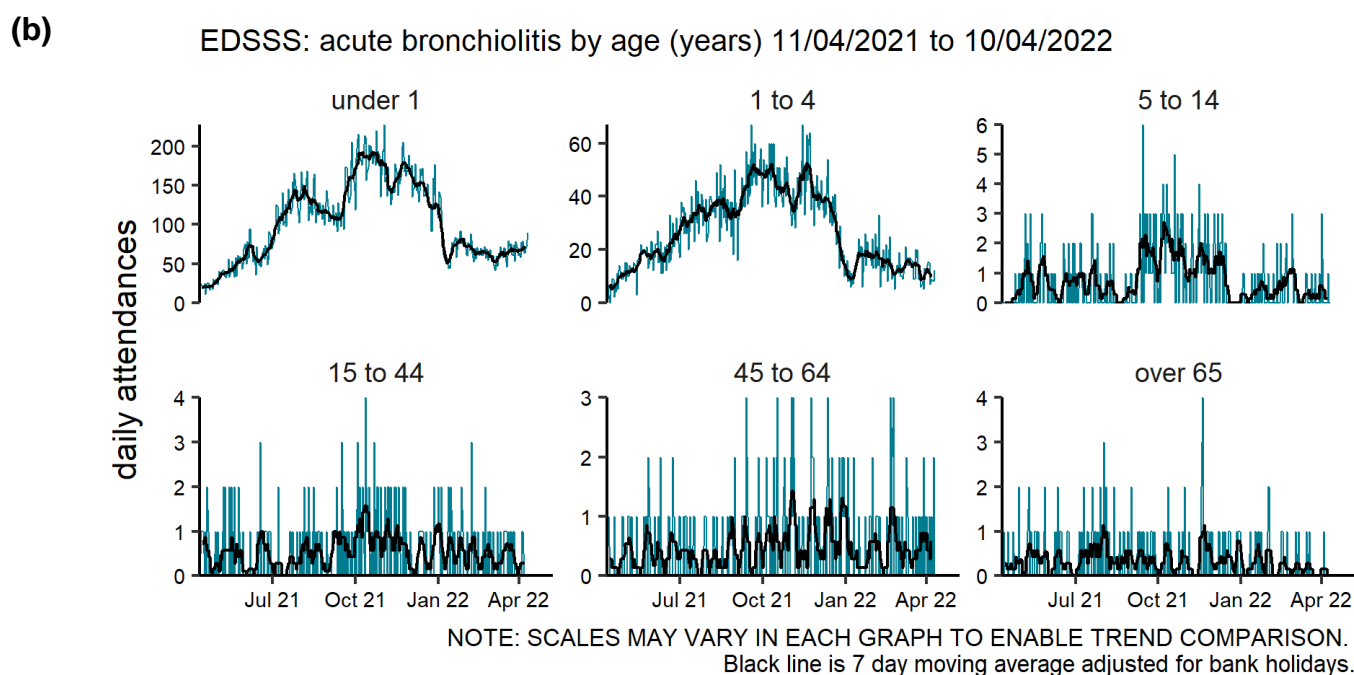 (b)
EDSSS: acute bronchiolitis by age (years) 11/04/2021 to 10/04/2022
daily attendances
under 1
200
150
100
50
0
1 to 4
60
40
20
0
5 to 14
6
5
4
3
2
1
0
15 to 44
4
3
2
1
0
Jul 21 Oct 21 Jan 22 Apr 22
45 to 64
3
2
1
0
Jul 21 Oct 21 Jan 22 Apr 22
over 65
4
3
2
1
0
Jul 21 Oct 21 Jan 22 Apr 22
NOTE: SCALES MAY VARY IN EACH GRAPH TO ENABLE TREND COMPARISON.
Black line is 7 day moving average adjusted for bank holidays.